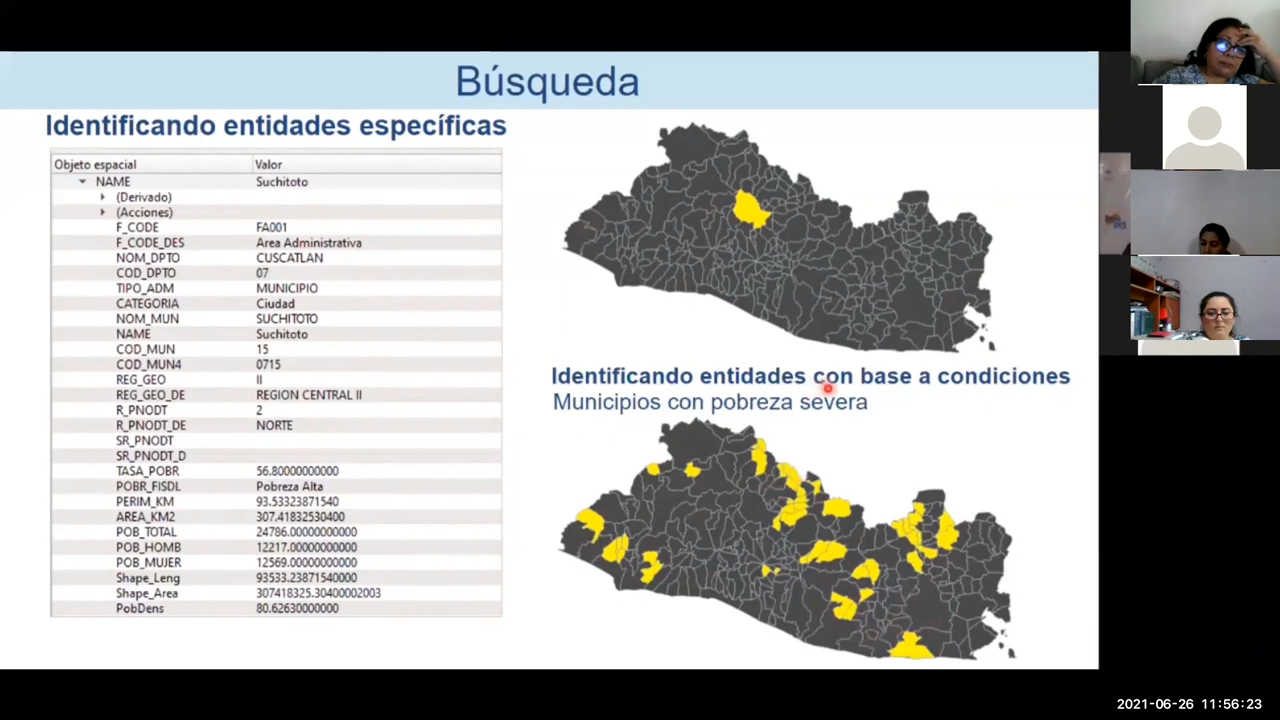 Búsqueda
Identificando entidades específicas
Objeto espacial Valor
NAME Suchitoto
(Derivado)
(Acciones)
F_CODE FA001
F_CODE_DES Area Administrativa
NOM_DPTO CUSCATLAN
COD_DPTO 07
TIPO_ADM MUNICIPIO
CATEGORIA Ciudad
NOM_MUN SUCHITOTO
NAME Suchitoto
COD_MUN 15
COD_MUN4 0715
REG_GEO II
REG_GEO_DE REGION CENTRAL II
R_PNODT 2
R_PNODT_DE NORTE
SR_PNODT
SR_PNODT_D
TASA_POBR 56.80000000000
POBR_FISDL Pobreza Alta
PERIM_KM 93.53323871540
AREA_KM2 307.41832530400
POB_TOTAL 24786.00000000000
POB_HOMB 12217.00000000000
POB_MUJER 12569.00000000000
Shape_Leng 93533.23871540000
Shape_Area 307418325.30400002003
PobDens 80.62630000000
Identificando entidades con base a condiciones
Municipios con pobreza severa
2021-06-26 11:56:23